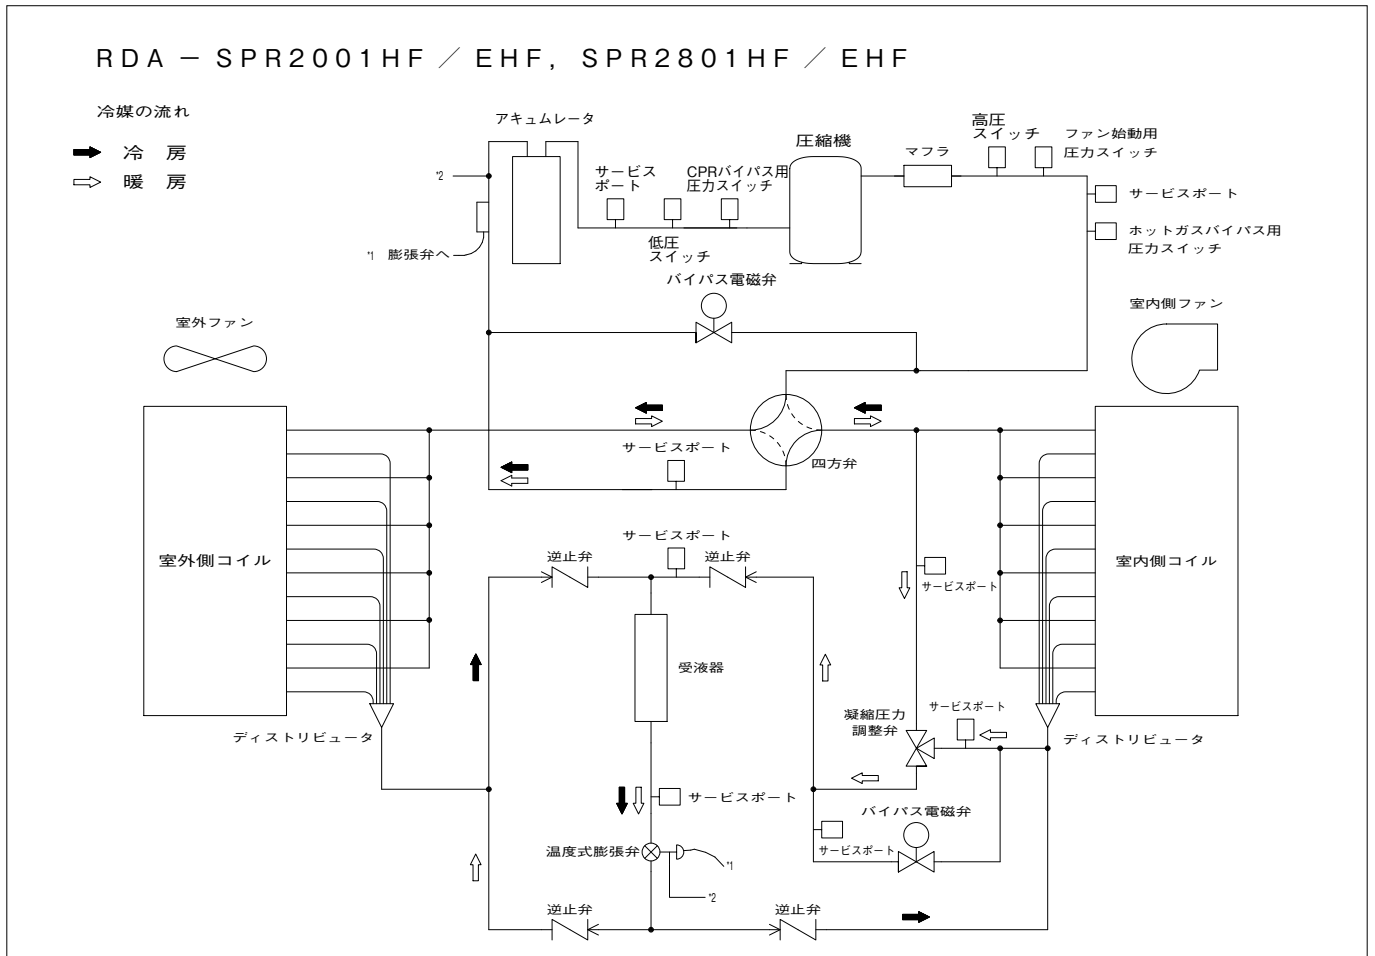 RDA － SPR2001HF ／ EHF, SPR2801HF ／ EHF
冷媒の流れ
冷 房
暖 房
アキュムレータ
*2
*1 膨張弁へ
サービス
ポート
CPRバイパス用
圧力スイッチ
低圧
スイッチ
圧縮機
マフラ
高圧
スイッチ
ファン始動用
圧力スイッチ
サービスポート
ホットガスバイパス用
圧力スイッチ
バイパス電磁弁
室外ファン
室内側ファン
サービスポート
四方弁
室外側コイル
室内側コイル
サービスポート
逆止弁
逆止弁
サービスポート
受液器
ディストリビュータ
凝縮圧力
調整弁
サービスポート
ディストリビュータ
サービスポート
バイパス電磁弁
サービスポート
温度式膨張弁
*1
*2
逆止弁
逆止弁